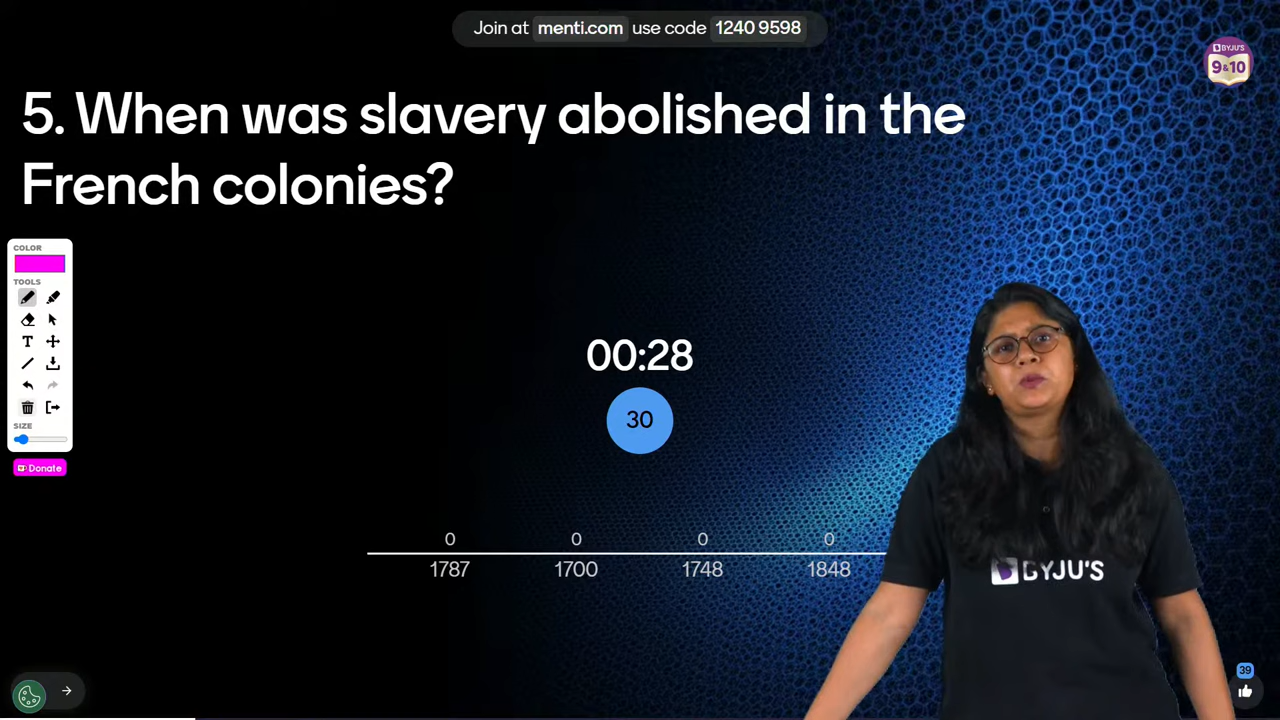 Join at menti.com use code 1240 9598
BYJU'S
9&10
5. When was slavery abolished in the
French colonies?
COLOR
TOOLS
T
SIZE
Donate
00:28
30
0 0 0 0
1787 1700 1748 1848
BYJU'S
39